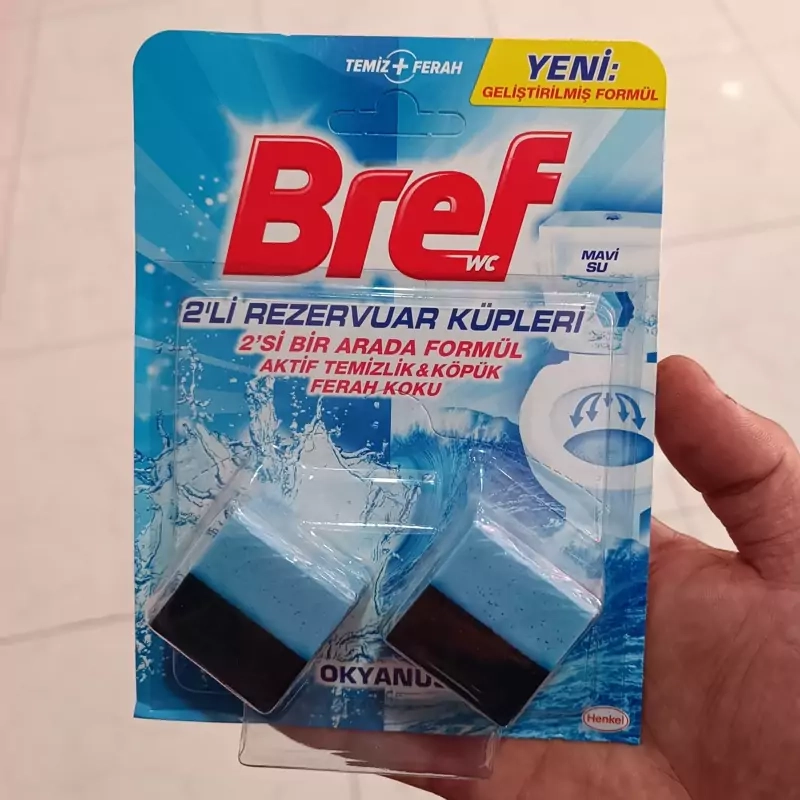 TEMİZ + FERAH
YENİ:
GELİŞTİRİLMİŞ FORMÜL
Bref
WC
MAVİ
SU
2'Lİ REZERVUAR KÜPLERİ
2'Sİ BİR ARADA FORMÜL
AKTİF TEMİZLİK&KÖPÜK
FERAH KOKU
OKYANUS
Henkel